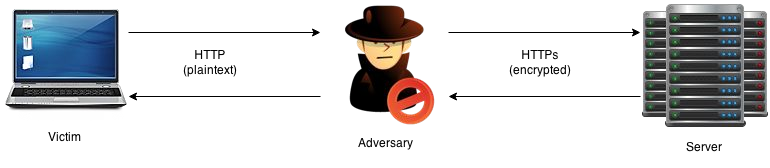 HTTP
(plaintext)
HTTPs
(encrypted)
Victim
Adversary
Server